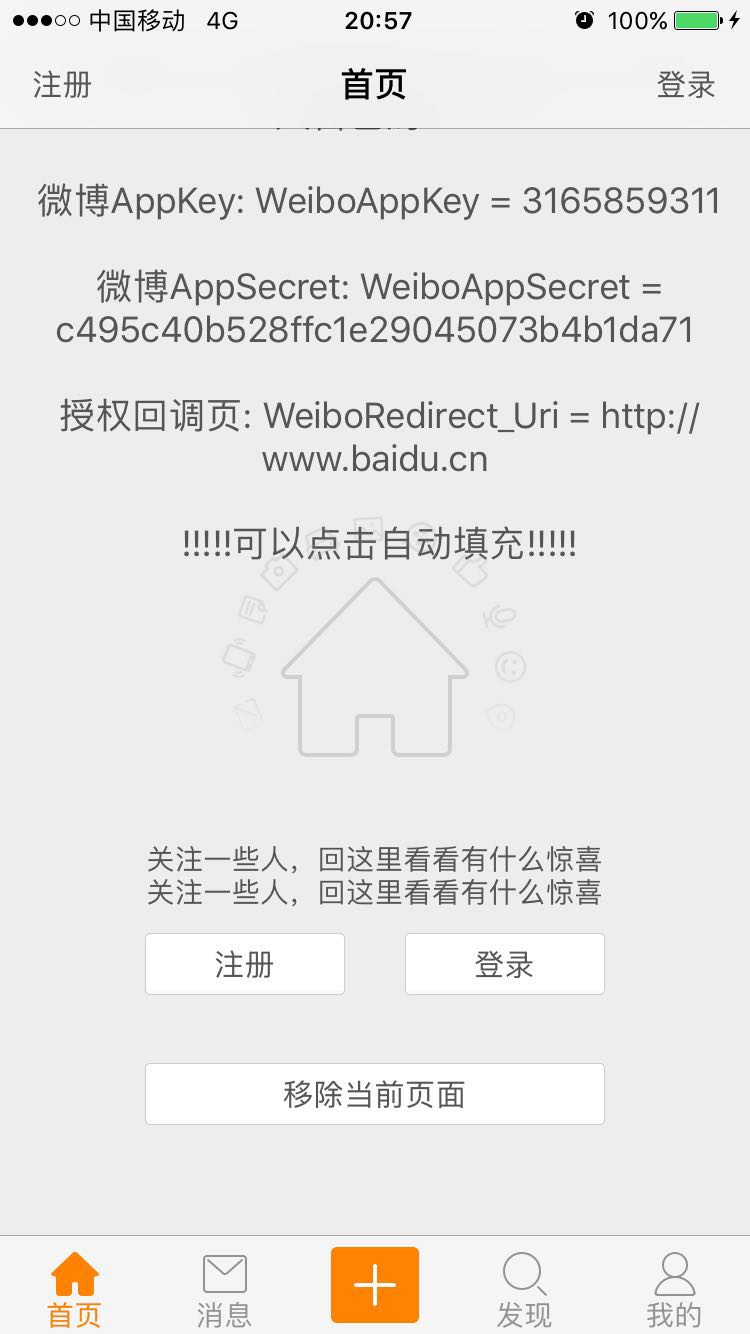 中国移动 4G 20:57 100%
注册 首页 登录
微博AppKey: WeiboAppKey = 3165859311
微博AppSecret: WeiboAppSecret =
c495c40b528ffc1e29045073b4b1da71
授权回调页: WeiboRedirect_Uri = http://
www.baidu.cn
!!!!!可以点击自动填充!!!!!
关注一些人，回这里看看有什么惊喜
关注一些人，回这里看看有什么惊喜
注册 登录
移除当前页面
首页 消息 发现 我的